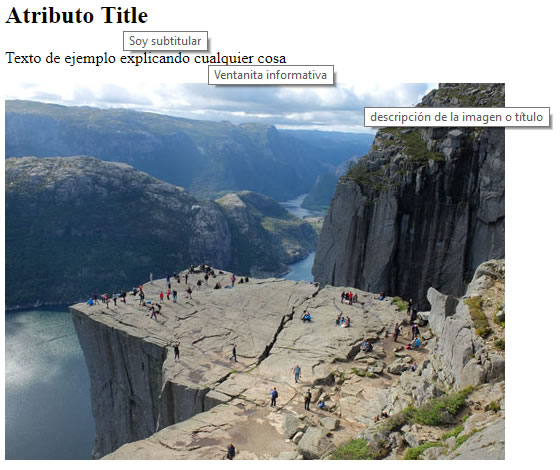 Atributo Title
Soy subtitular
Texto de ejemplo explicando cualquier cosa
Ventanita informativa
descripción de la imagen o título